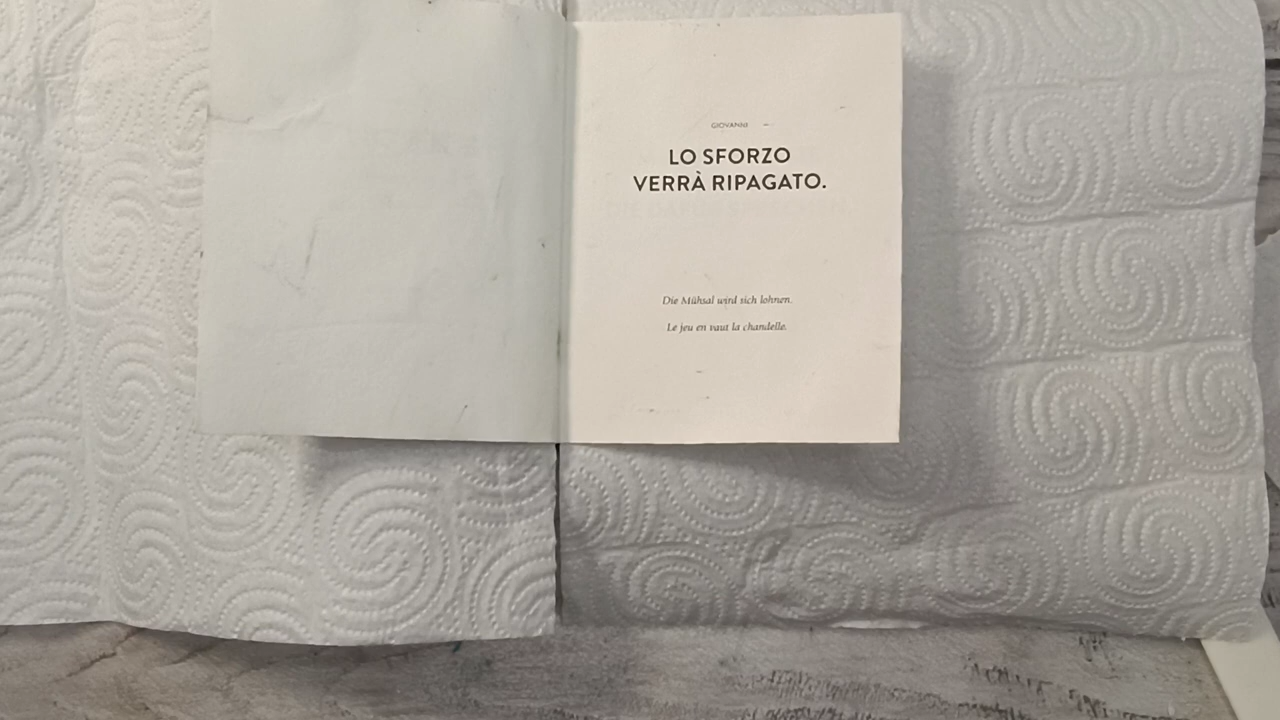 GIOVANNI
LO SFORZO
VERRÀ RIPAGATO.
Die Mühsal wird sich lohnen.
Le jeu en vaut la chandelle.